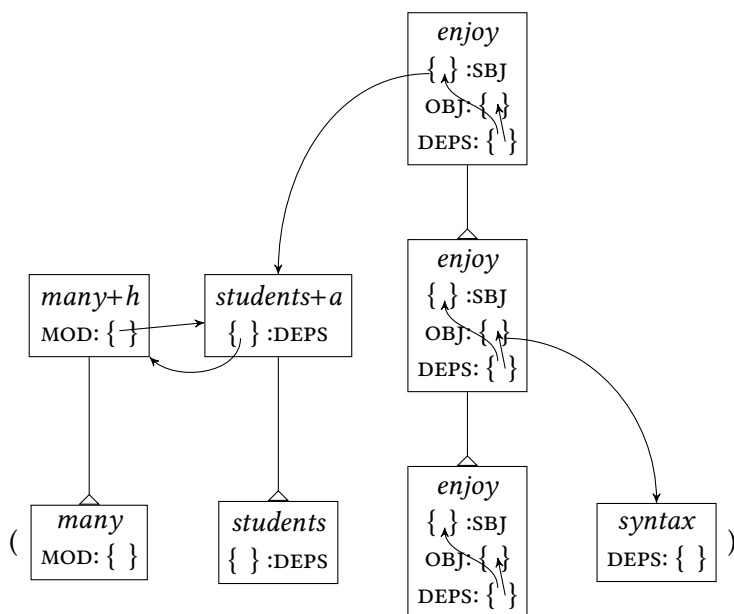 enjoy
{ } :SBJ
OBJ: { }
DEPS: { }
enjoy
{ } :SBJ
OBJ: { }
DEPS: { }
many+h
MOD: { }
students+a
{ } :DEPS
enjoy
{ } :SBJ
OBJ: { }
DEPS: { }
( many
MOD: { }
students
{ } :DEPS
syntax )
DEPS: { }